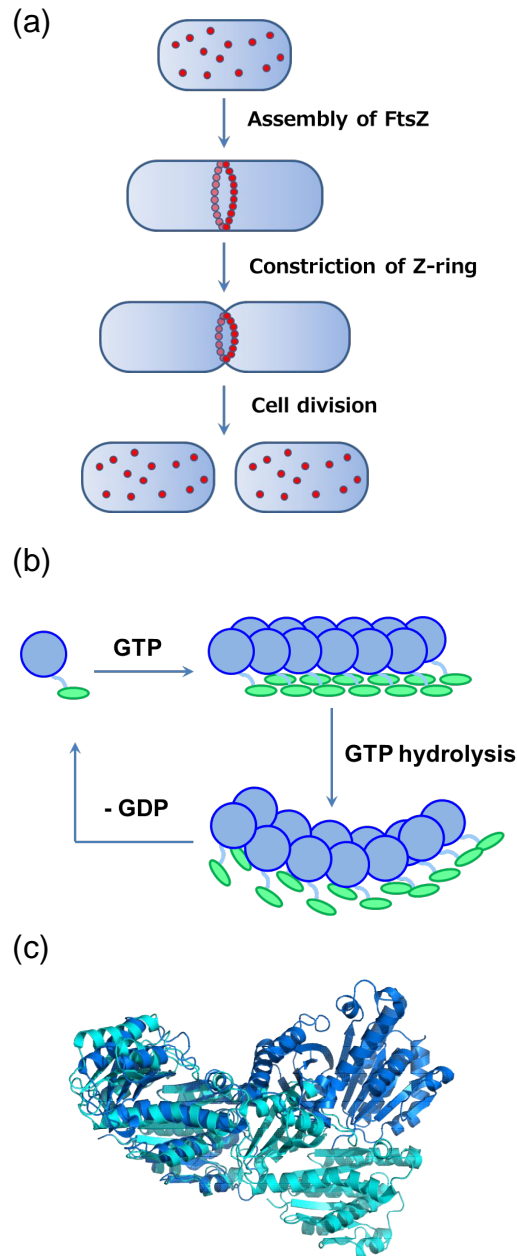 (a)
Assembly of FtsZ
Constriction of Z-ring
Cell division
(b)
GTP
GTP hydrolysis
- GDP
(c)